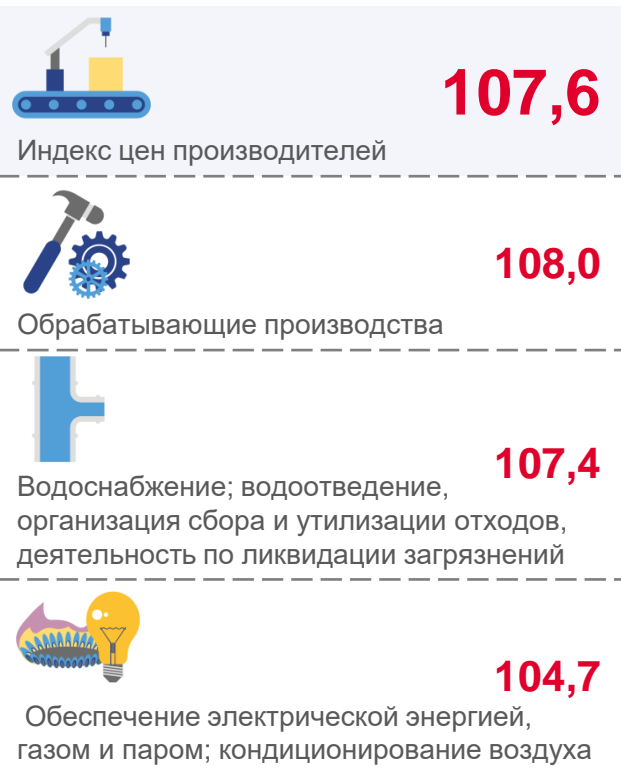 107,6
Индекс цен производителей
108,0
Обрабатывающие производства
107,4
Водоснабжение; водоотведение,
организация сбора и утилизации отходов,
деятельность по ликвидации загрязнений
104,7
Обеспечение электрической энергией,
газом и паром; кондиционирование воздуха